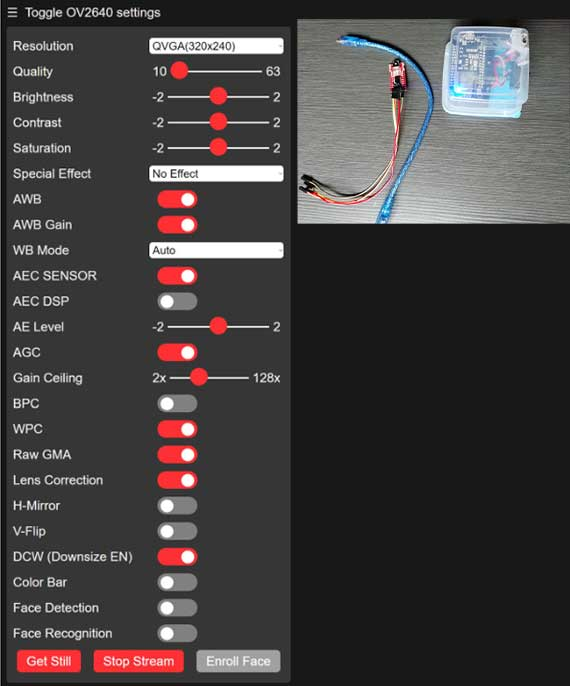 ☰ Toggle OV2640 settings
Resolution QVGA(320x240)
Quality 10 63
Brightness -2 2
Contrast -2 2
Saturation -2 2
Special Effect No Effect
AWB
AWB Gain
WB Mode Auto
AEC SENSOR
AEC DSP
AE Level -2 2
AGC
Gain Ceiling 2x 128x
BPC
WPC
Raw GMA
Lens Correction
H-Mirror
V-Flip
DCW (Downsize EN)
Color Bar
Face Detection
Face Recognition
Get Still Stop Stream Enroll Face